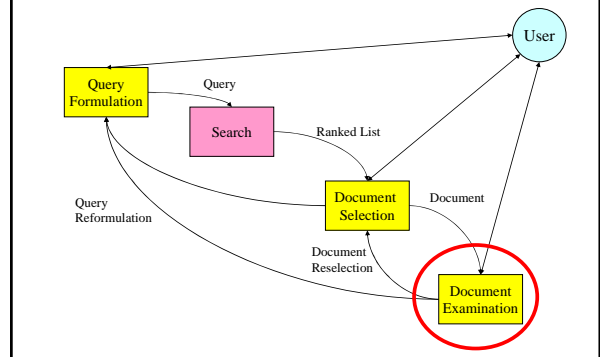 User
Query
Formulation
Query
Search
Ranked List
Document
Selection
Document
Query
Reformulation
Document
Reselection
Document
Examination